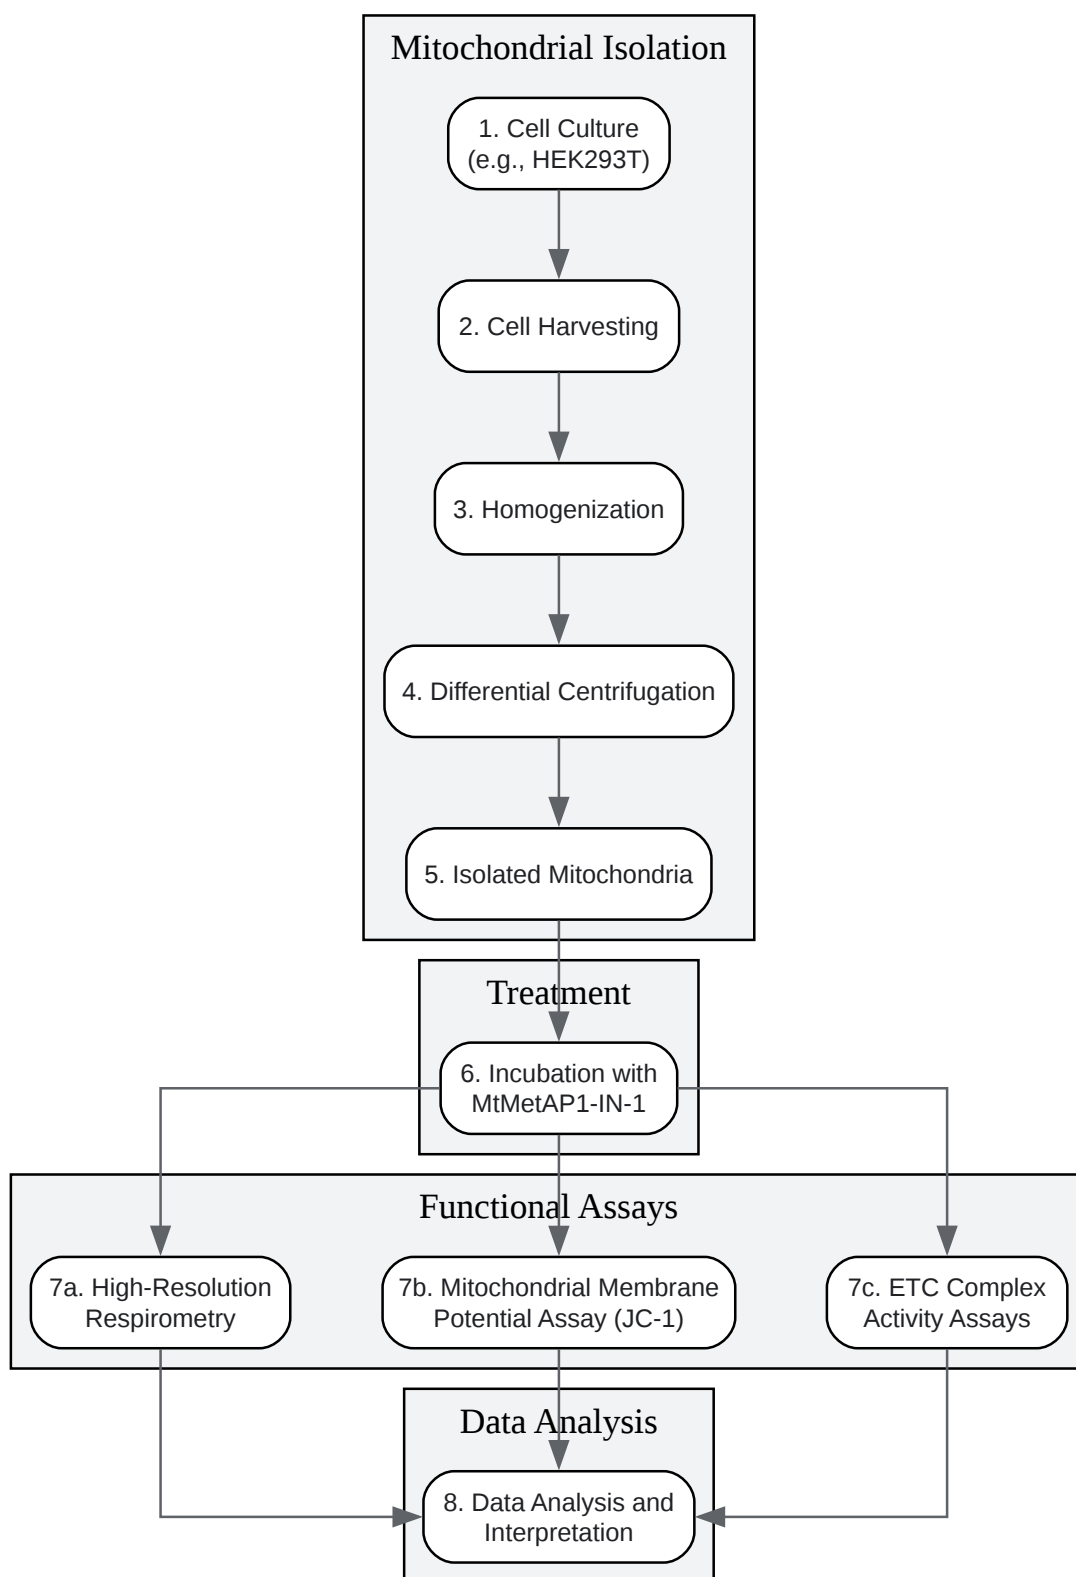 Mitochondrial Isolation
1. Cell Culture
(e.g., HEK293T)
2. Cell Harvesting
3. Homogenization
4. Differential Centrifugation
5. Isolated Mitochondria
Treatment
6. Incubation with
MtMetAP1-IN-1
Functional Assays
7a. High-Resolution
Respirometry
7b. Mitochondrial Membrane
Potential Assay (JC-1)
7c. ETC Complex
Activity Assays
Data Analysis
8. Data Analysis and
Interpretation